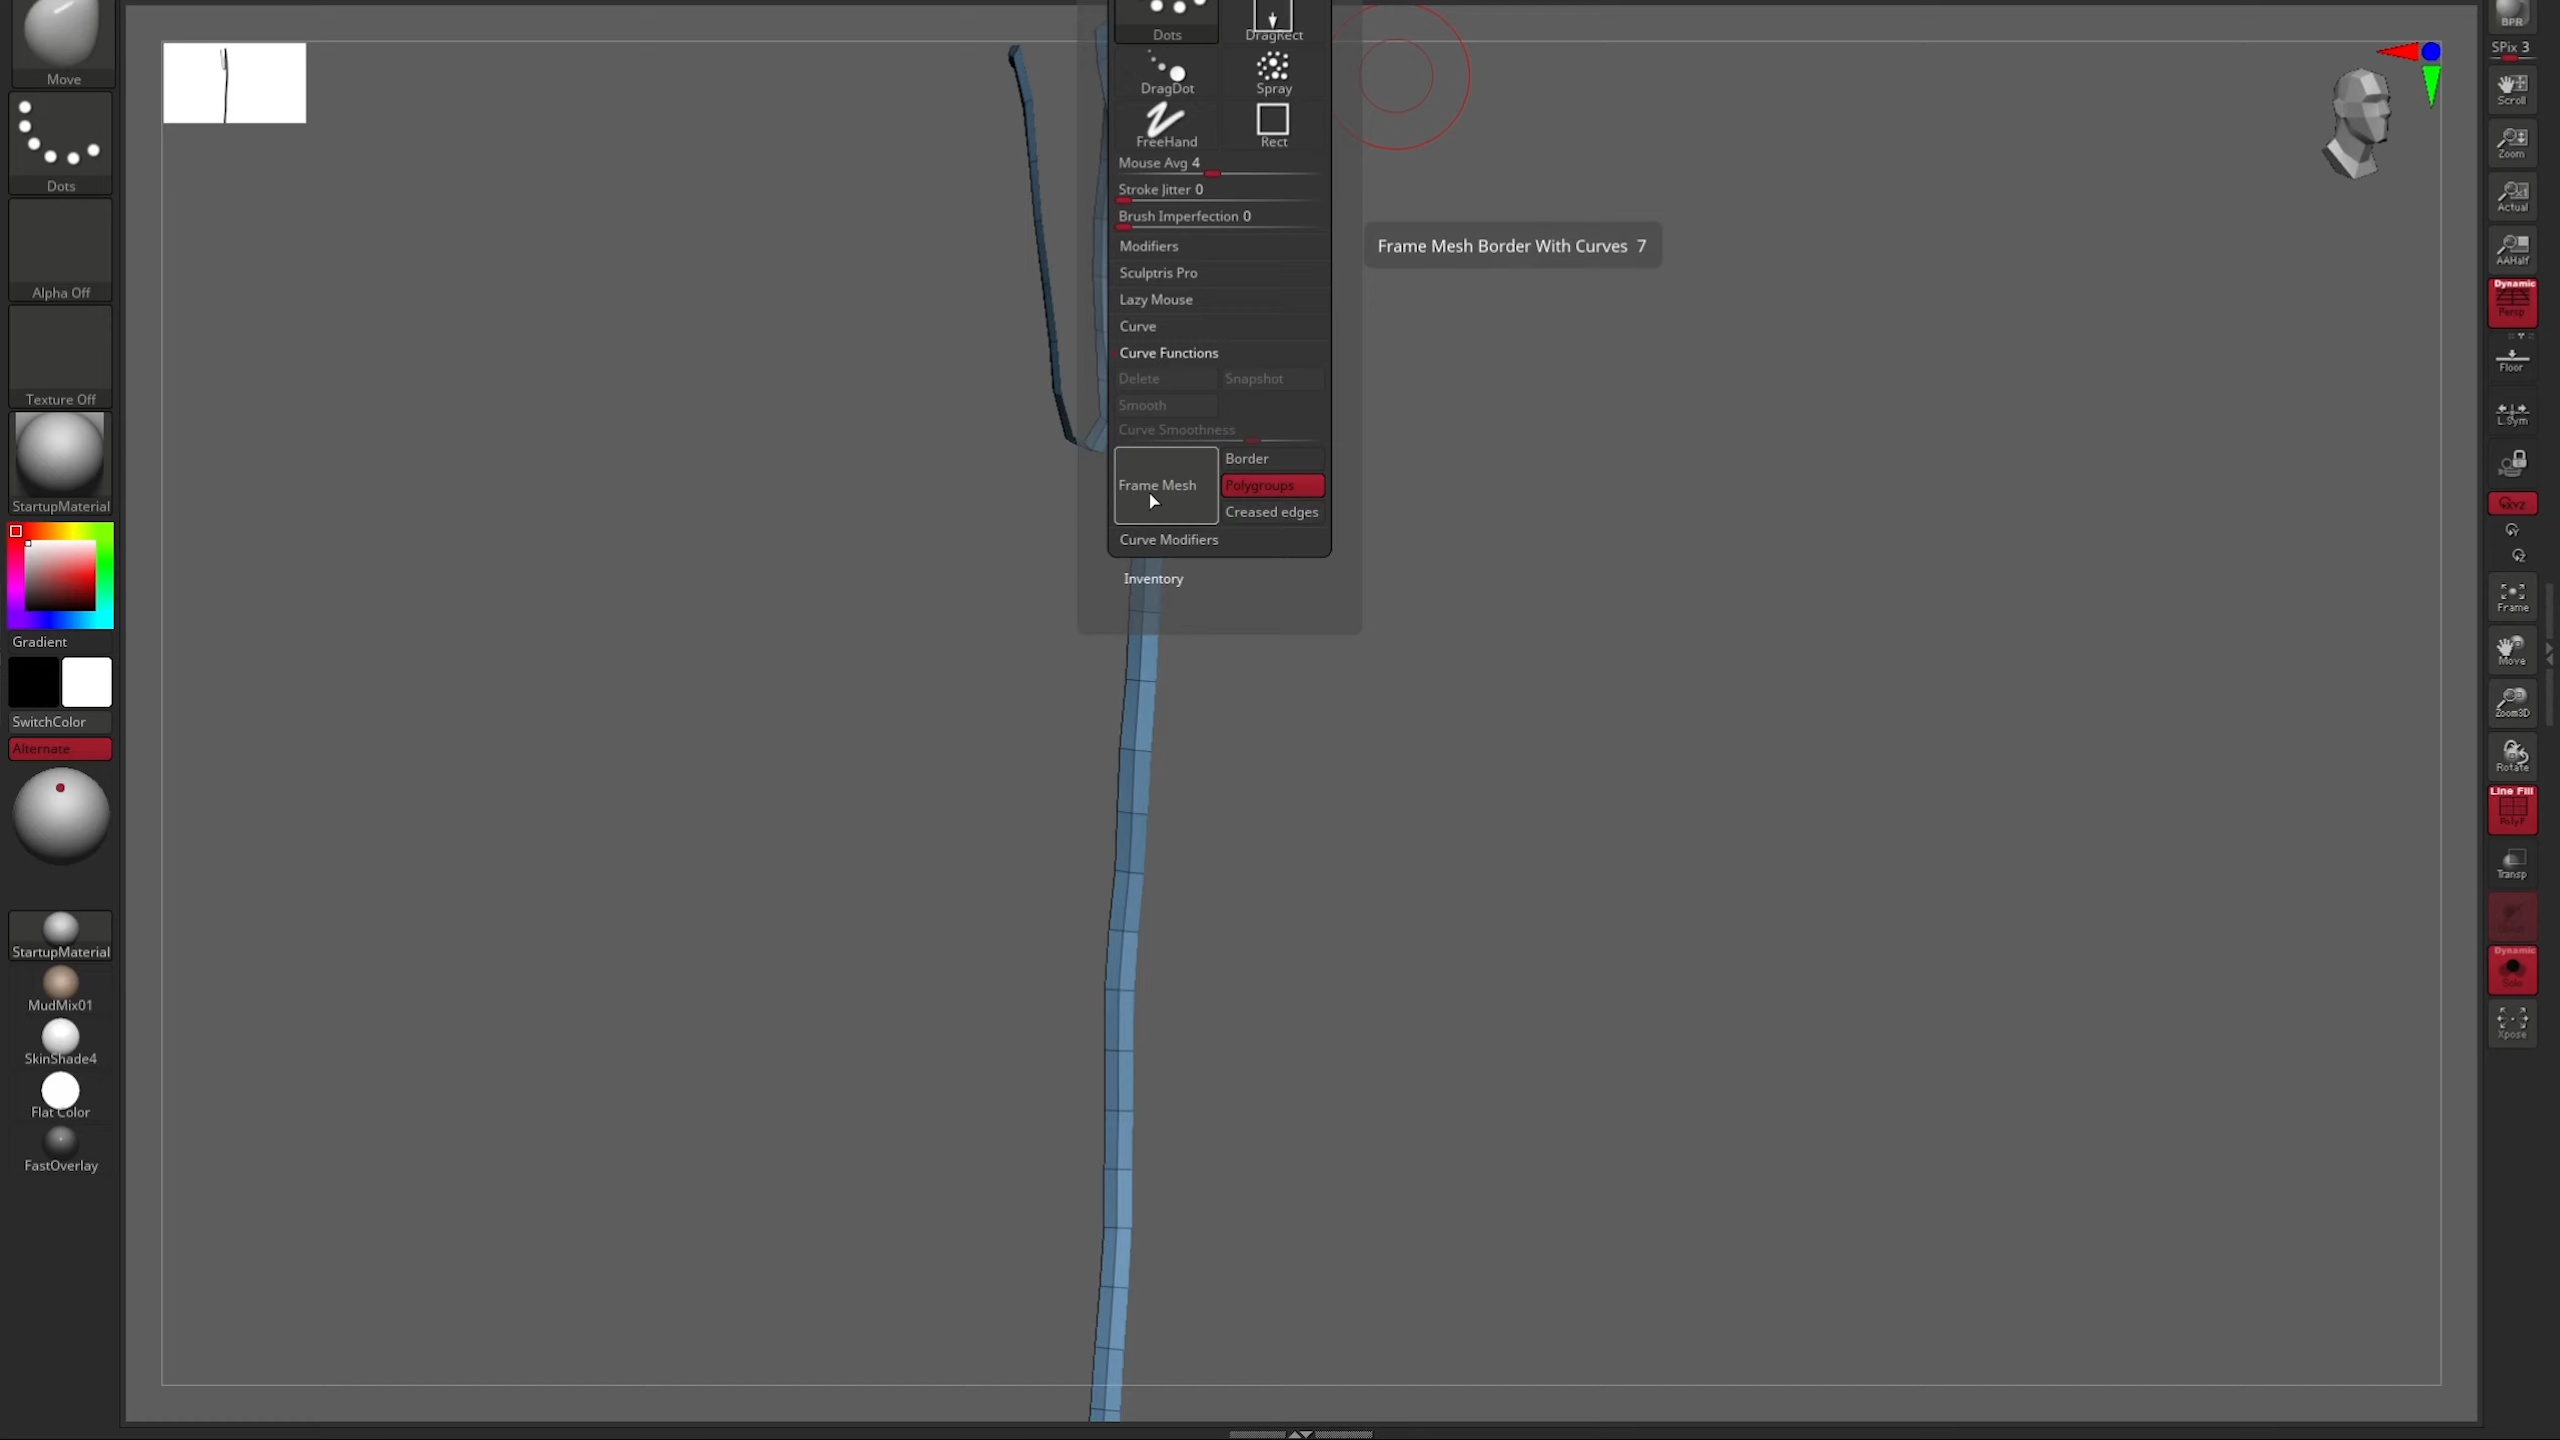 Move
Dots
Alpha Off
Texture Off
StartupMaterial
Gradient
SwitchColor
Alternate
StartupMaterial
MudMix01
SkinShade4
Flat Color
FastOverlay
Dots
DragRect
DragDot
Spray
FreeHand
Rect
Mouse Avg 4
Stroke Jitter 0
Brush Imperfection 0
Modifiers
Sculptris Pro
Lazy Mouse
Curve
Curve Functions
Delete
Snapshot
Smooth
Curve Smoothness
Frame Mesh
Border
Polygroups
Creased edges
Curve Modifiers
Inventory
Frame Mesh Border With Curves 7
BPR
SPix 3
Scroll
Zoom
Actual
AAHalf
Dynamic
Persp
Floor
L.Sym
XYZ
Frame
Move
Zoom3D
Rotate
Line Fill
PolyF
Transp
Dynamic
Solo
Xpose